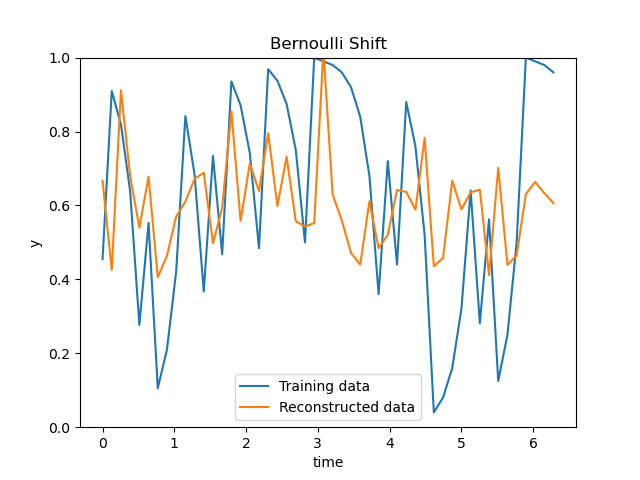 Bernoulli Shift
1.0
0.8
0.6
0.4
0.2
0.0
y
Training data
Reconstructed data
0 1 2 3 4 5 6
time